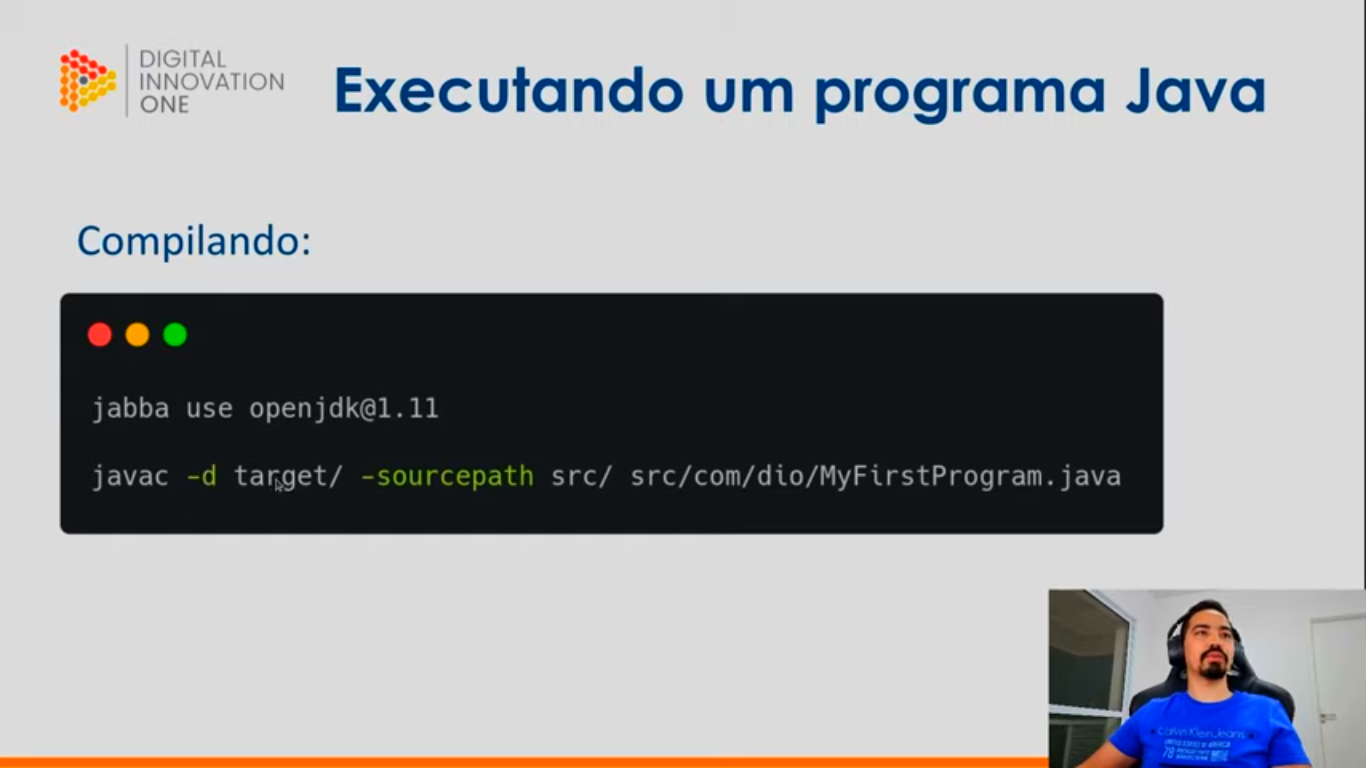 DIGITAL
INNOVATION
ONE
Executando um programa Java
Compilando:
jabba use openjdk@1.11
javac -d target/ -sourcepath src/ src/com/dio/MyFirstProgram.java
Calvin Klein Jeans